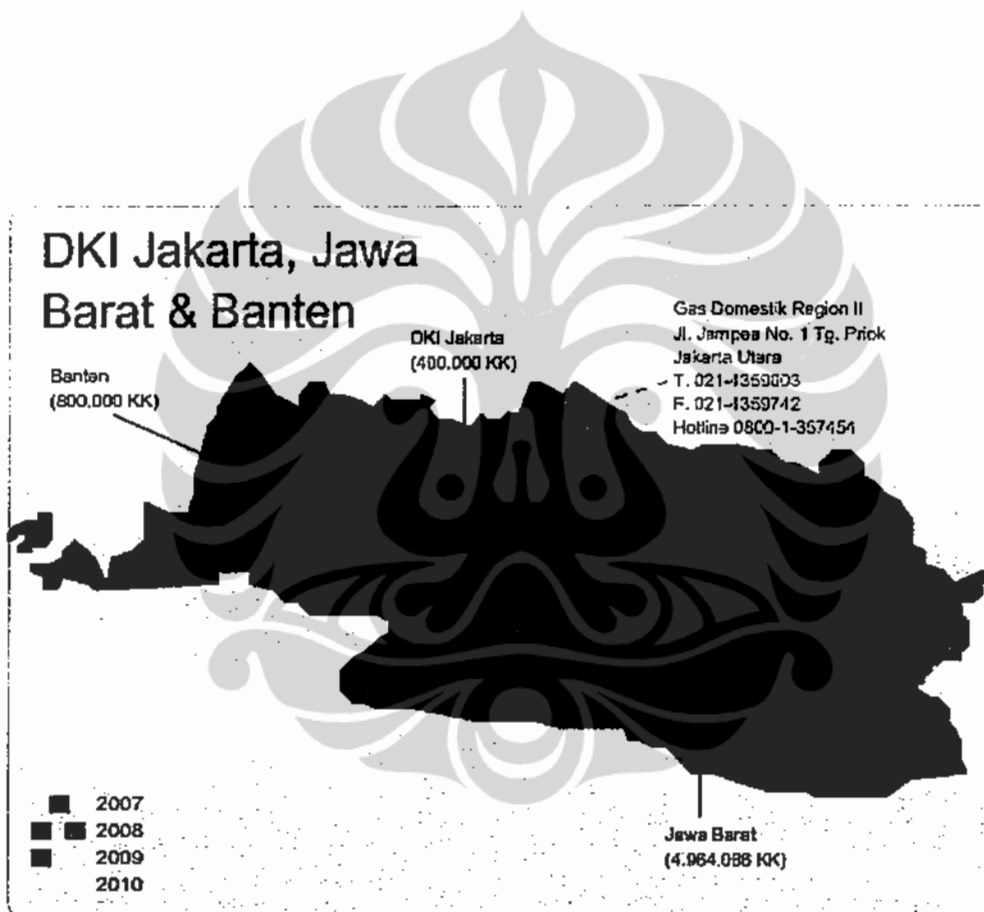 DKI Jakarta, Jawa
Barat & Banten
Banten
(800.000 KK)
DKI Jakarta
(400.000 KK)
Gas Domestik Region II
Jl. Jampea No. 1 Tg. Priok
Jakarta Utara
T. 021-4359803
F. 021-4359742
Hotline 0800-1-357454
2007
2008
2009
2010
Jawa Barat
(4.964.088 KK)